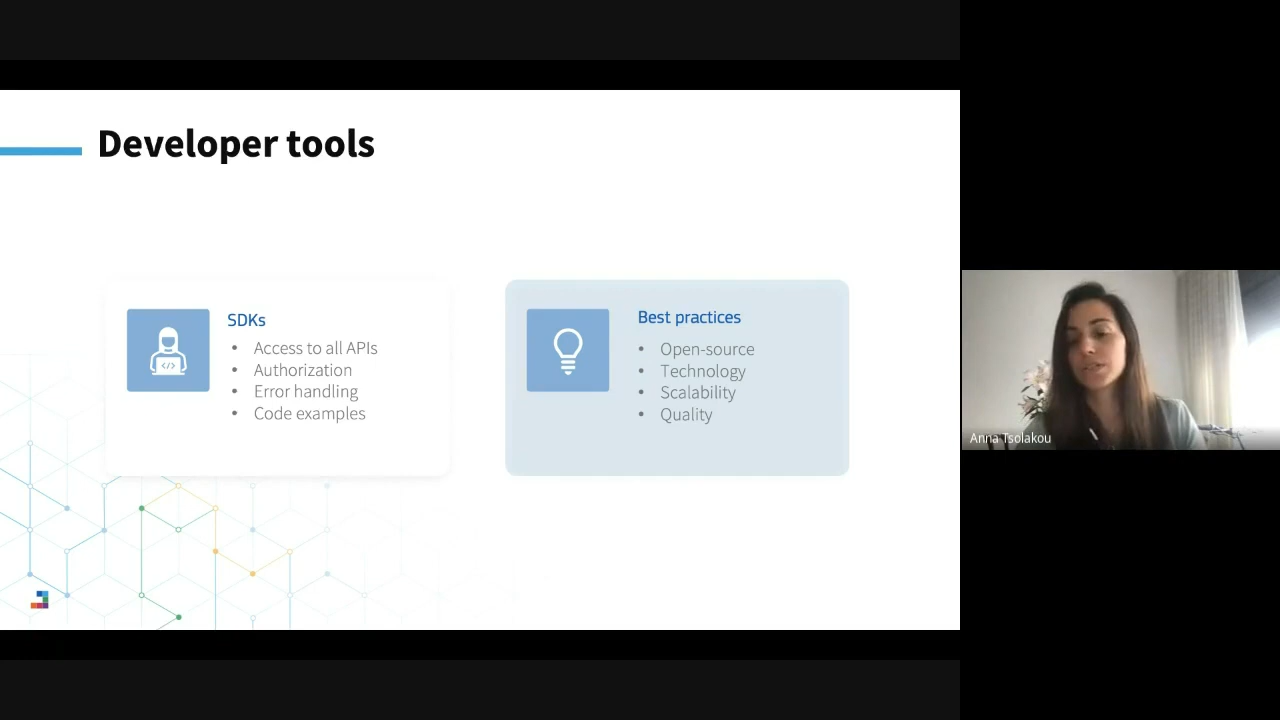 Developer tools
SDKs
• Access to all APIs
• Authorization
• Error handling
• Code examples
Best practices
• Open-source
• Technology
• Scalability
• Quality
Anna Tsolakou